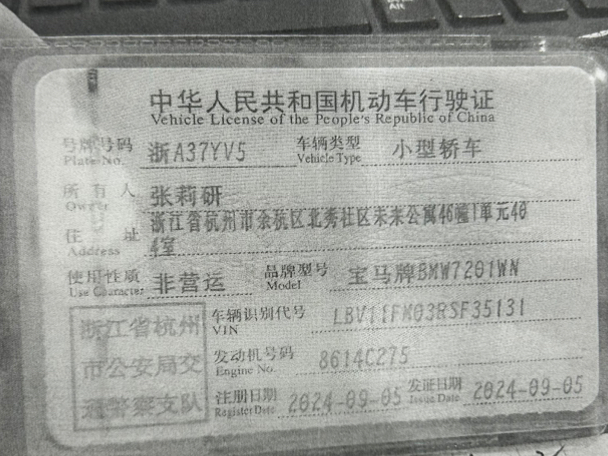 中华人民共和国机动车行驶证
Vehicle License of the People's Republic of China
号牌号码 浙A37YV5 车辆类型 小型轿车
Plate No. Vehicle Type
所有人 张莉研
Owner
住址 浙江省杭州市余杭区北秀社区未来公寓46幢1单元40
Address 4室
使用性质 非营运 品牌型号 宝马牌BMW7201WN
Use Character Model
浙江省杭州
市公安局交
通警察支队
车辆识别代号 LBV11FM03RSF35131
VIN
发动机号码 8614C275
Engine No.
注册日期 2024-09-05 发证日期 2024-09-05
Register Date Issue Date